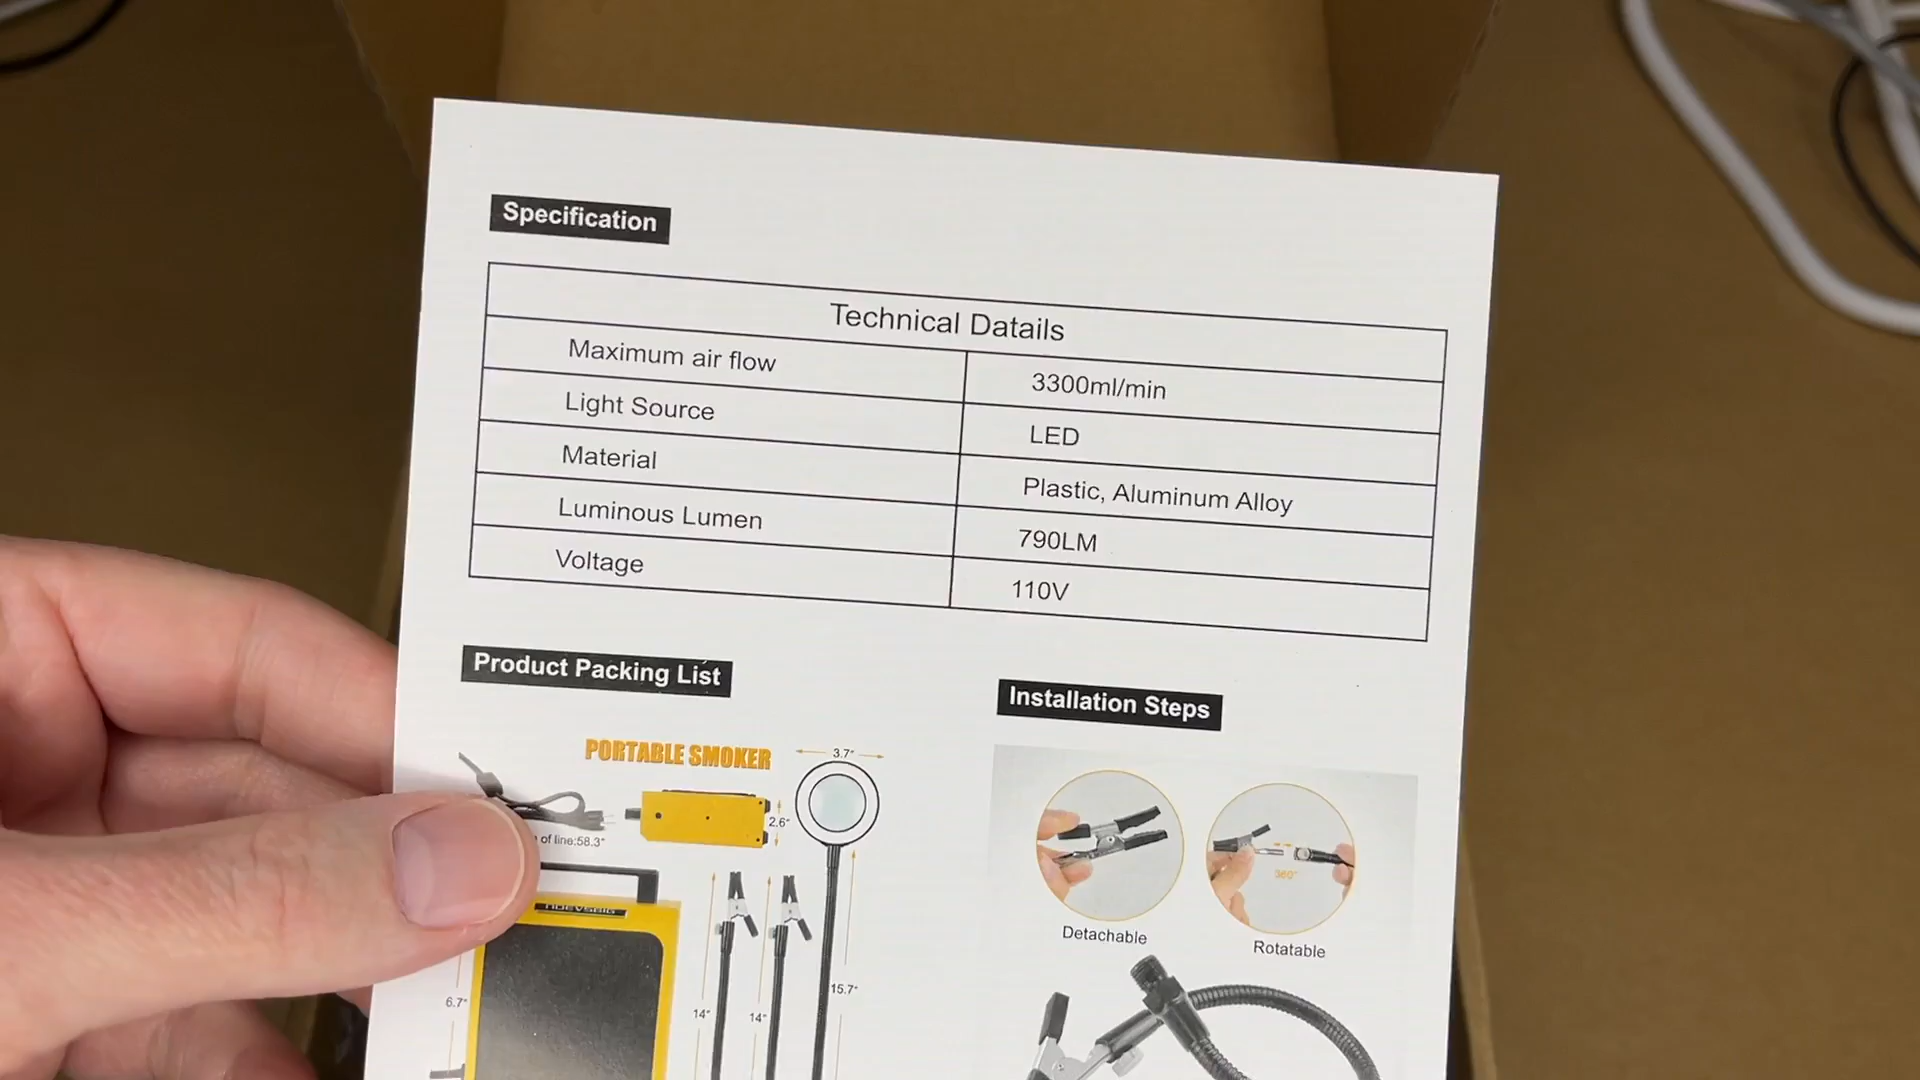 Specification
Technical Datails
Maximum air flow 3300ml/min
Light Source LED
Material Plastic, Aluminum Alloy
Luminous Lumen 790LM
Voltage 110V
Product Packing List
Installation Steps
PORTABLE SMOKER
3.7"
2.6"
of line:58.3"
360°
Detachable
Rotatable
6.7"
14"
14"
15.7"